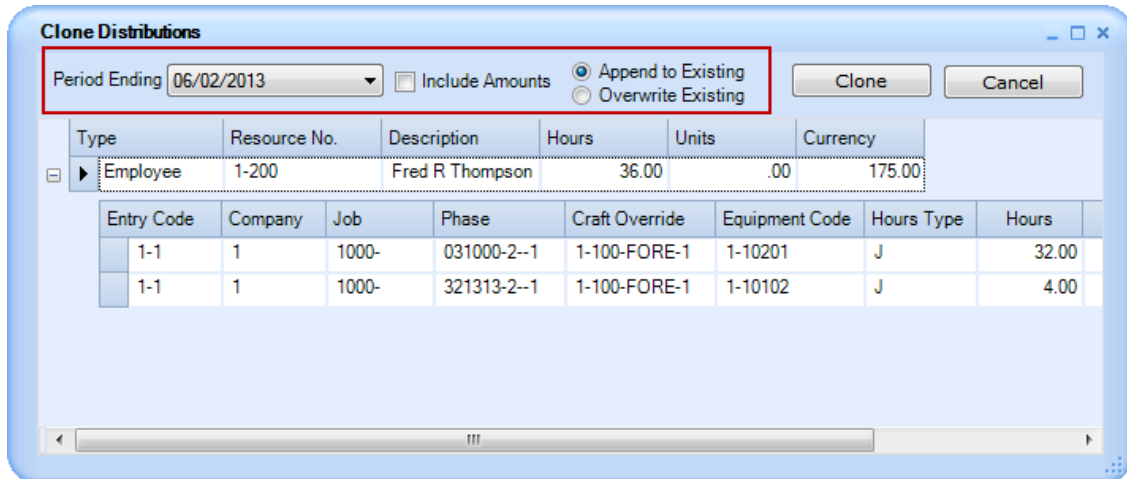 Clone Distributions
Period Ending 06/02/2013 Include Amounts Append to Existing Clone Cancel
Overwrite Existing
Type Resource No. Description Hours Units Currency
Employee 1-200 Fred R Thompson 36.00 .00 175.00
Entry Code Company Job Phase Craft Override Equipment Code Hours Type Hours
1-1 1 1000- 031000-2--1 1-100-FORE-1 1-10201 J 32.00
1-1 1 1000- 321313-2--1 1-100-FORE-1 1-10102 J 4.00